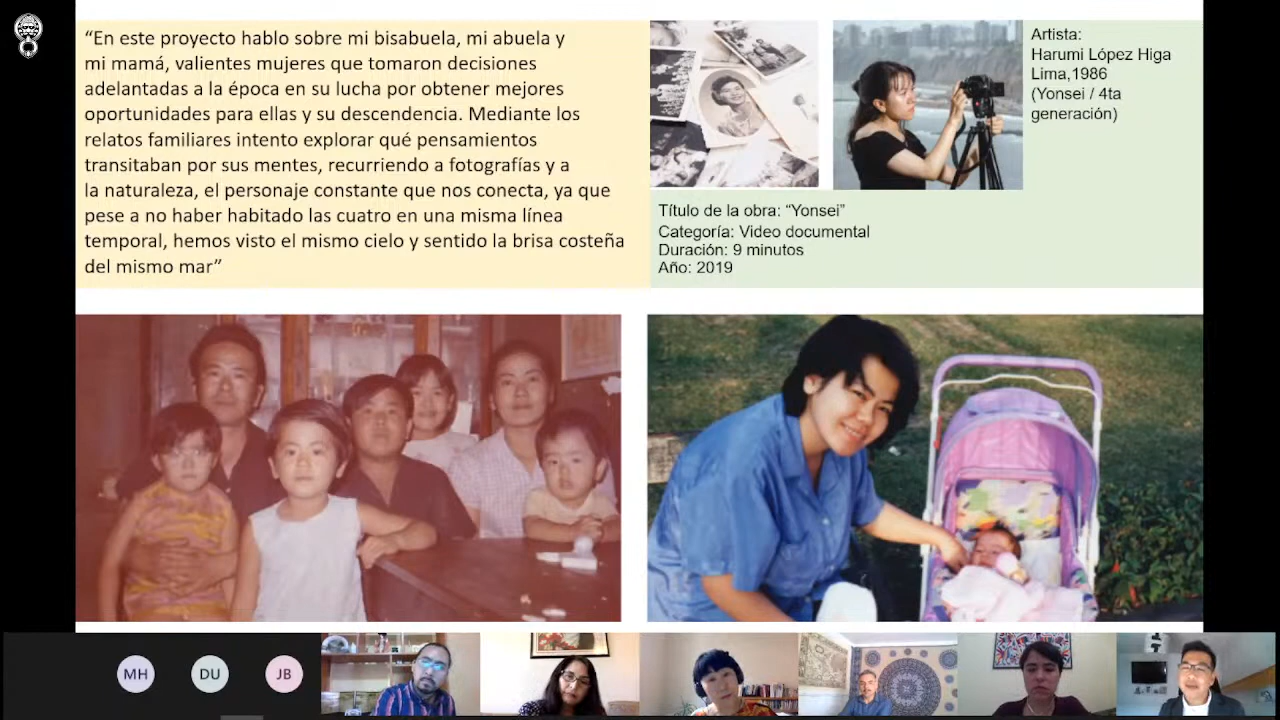 “En este proyecto hablo sobre mi bisabuela, mi abuela y
mi mamá, valientes mujeres que tomaron decisiones
adelantadas a la época en su lucha por obtener mejores
oportunidades para ellas y su descendencia. Mediante los
relatos familiares intento explorar qué pensamientos
transitaban por sus mentes, recurriendo a fotografías y a
la naturaleza, el personaje constante que nos conecta, ya que
pese a no haber habitado las cuatro en una misma línea
temporal, hemos visto el mismo cielo y sentido la brisa costeña
del mismo mar”
Artista:
Harumi López Higa
Lima,1986
(Yonsei / 4ta
generación)
Título de la obra: “Yonsei”
Categoría: Video documental
Duración: 9 minutos
Año: 2019
MH
DU
JB